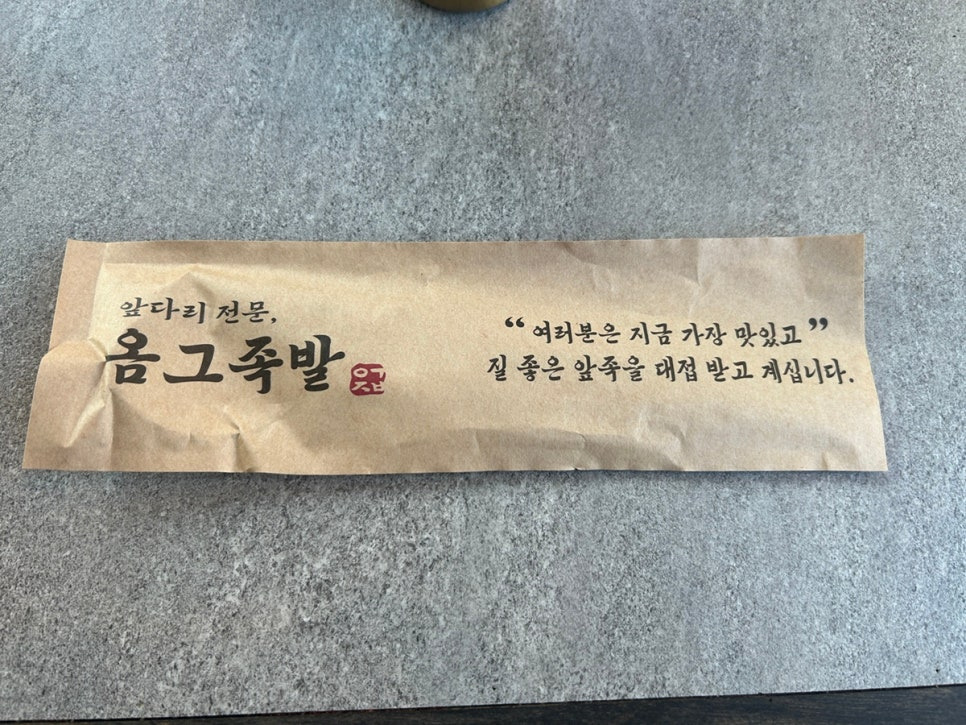 앞다리 전문,
옴그족발
“여러분은 지금 가장 맛있고”
질 좋은 앞족을 대접 받고 계십니다.